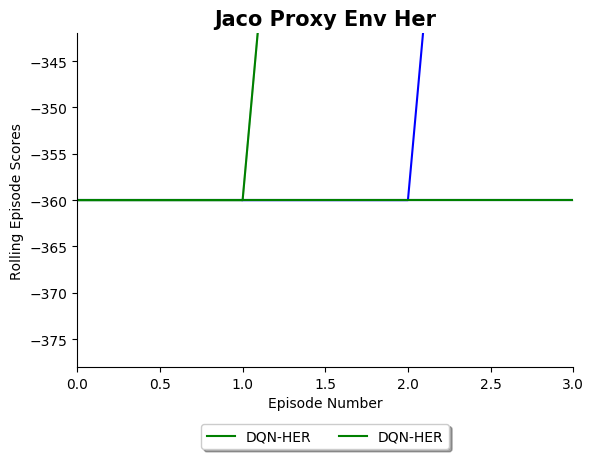 Jaco Proxy Env Her
Rolling Episode Scores
−345
−350
−355
−360
−365
−370
−375
0.0 0.5 1.0 1.5 2.0 2.5 3.0
Episode Number
DQN-HER DQN-HER